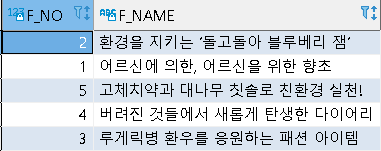 123 F_NO F_NAME
2 환경을 지키는 '돌고돌아 블루베리 잼'
1 어르신에 의한, 어르신을 위한 향초
5 고체치약과 대나무 칫솔로 친환경 실천!
4 버려진 것들에서 새롭게 탄생한 다이어리
3 루게릭병 환우를 응원하는 패션 아이템